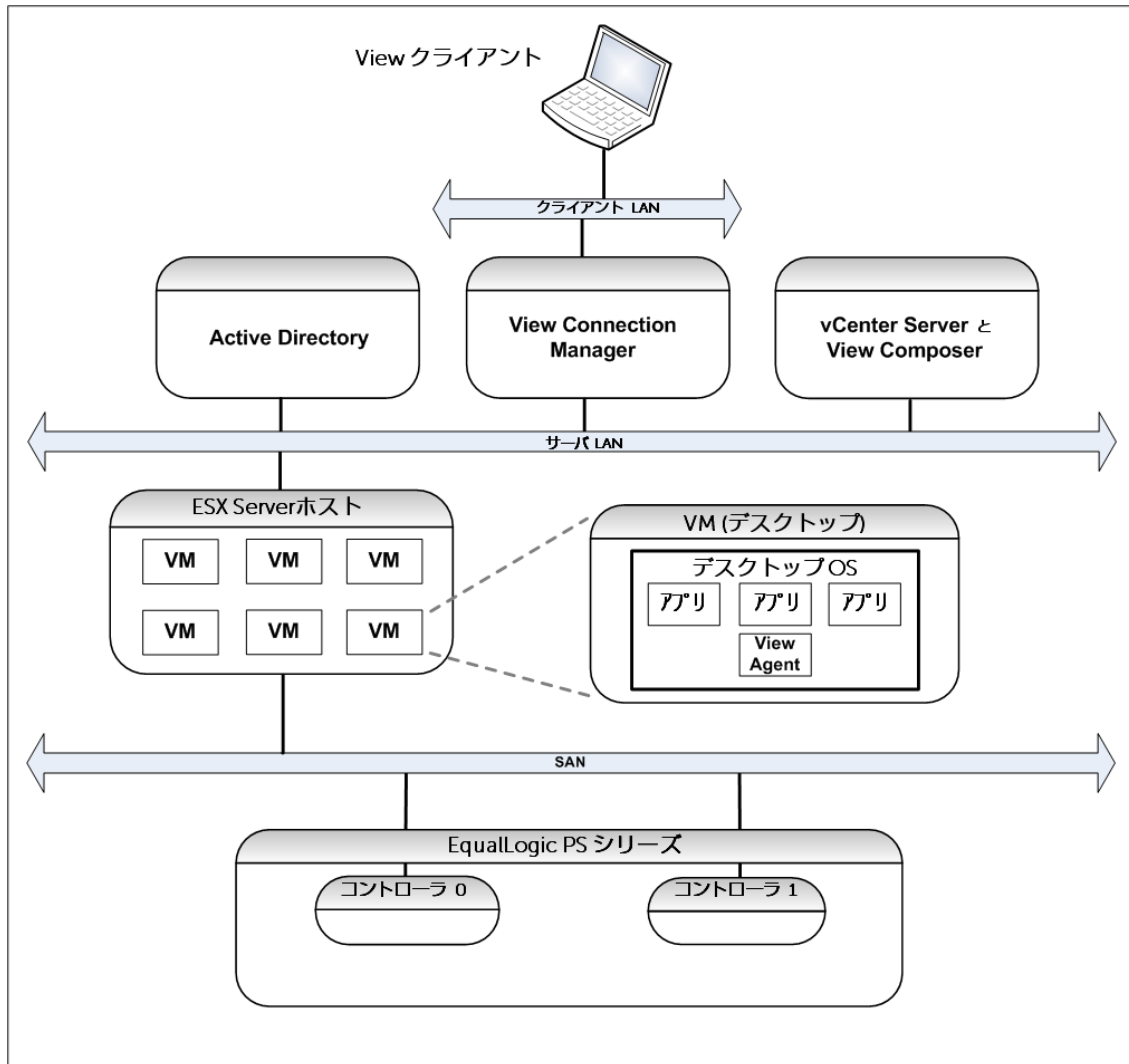 View クライアント
クライアント LAN
Active Directory
View Connection
Manager
vCenter Server と
View Composer
サーバ LAN
ESX Serverホスト
VM
VM
VM
VM
VM
VM
VM (デスクトップ)
デスクトップ OS
アプリ
アプリ
アプリ
View
Agent
SAN
EqualLogic PS シリーズ
コントローラ 0
コントローラ 1